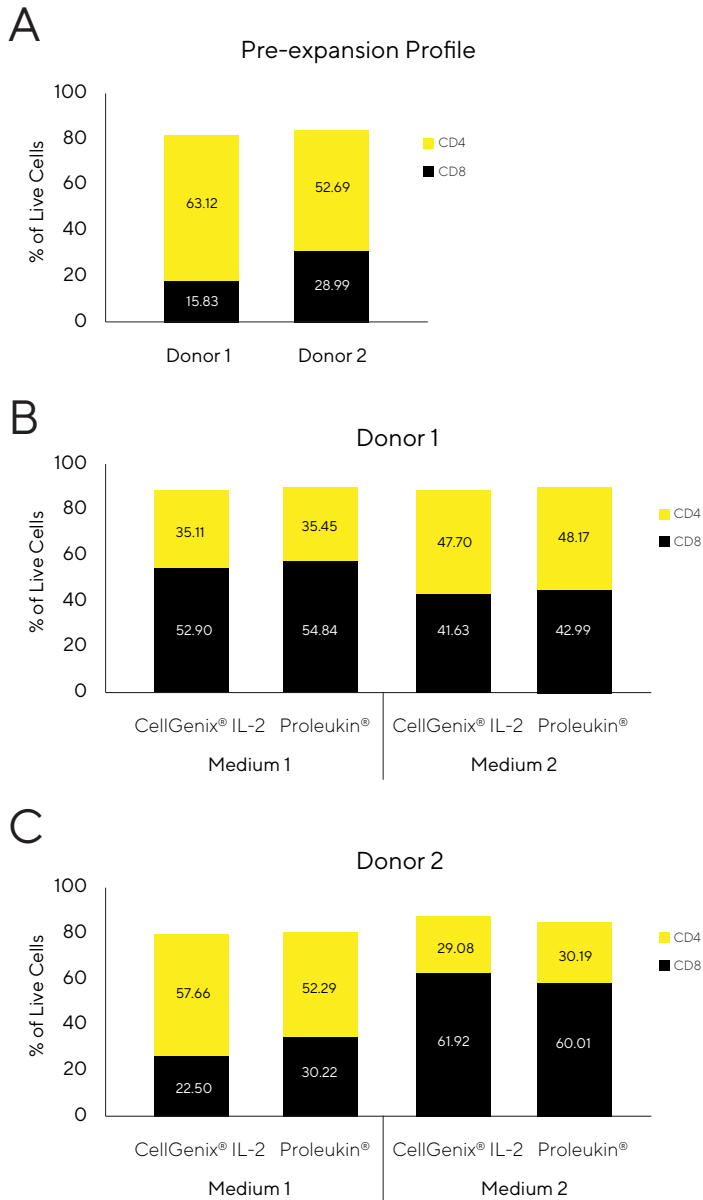 A
Pre-expansion Profile
% of Live Cells
100
80
60
40
20
0
63.12
15.83
52.69
28.99
CD4
CD8
Donor 1
Donor 2
B
Donor 1
% of Live Cells
100
80
60
40
20
0
35.11
52.90
35.45
54.84
47.70
41.63
48.17
42.99
CD4
CD8
CellGenix® IL-2
Proleukin®
CellGenix® IL-2
Proleukin®
Medium 1
Medium 2
C
Donor 2
% of Live Cells
100
80
60
40
20
0
57.66
22.50
52.29
30.22
29.08
61.92
30.19
60.01
CD4
CD8
CellGenix® IL-2
Proleukin®
CellGenix® IL-2
Proleukin®
Medium 1
Medium 2